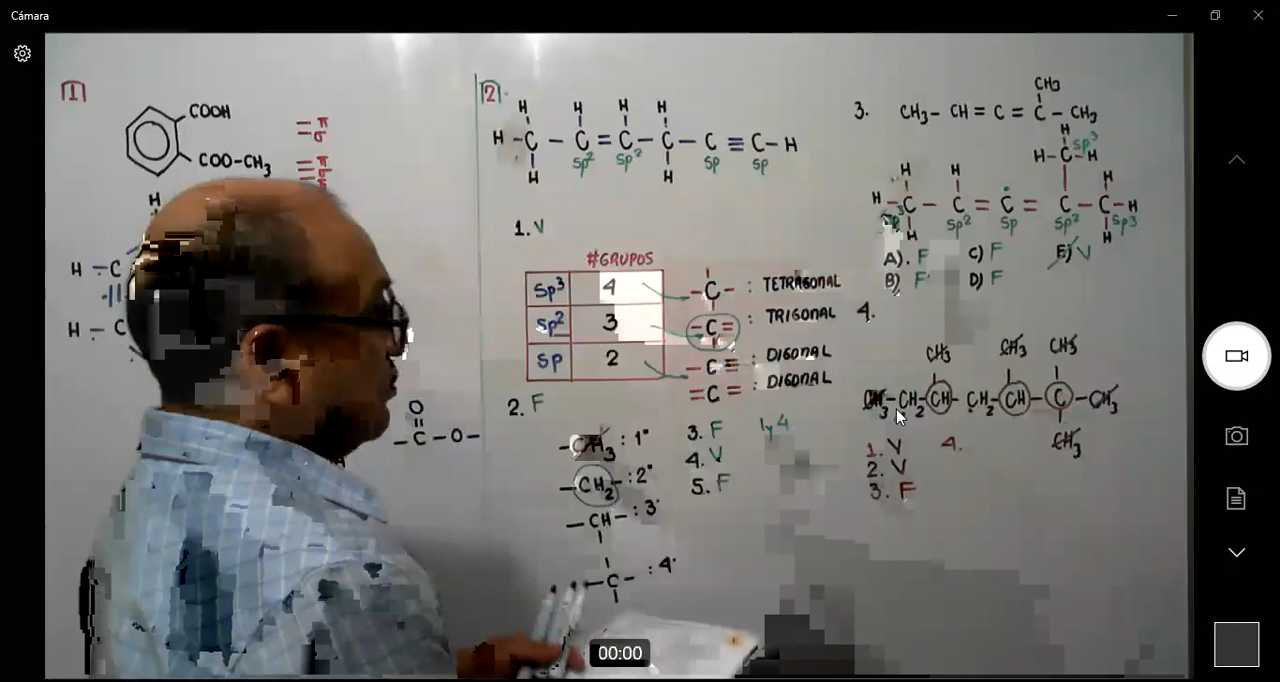 Cámara
1
COOH
COO-CH3
= π
σ
H
H - C
H - C
O
- C - O -
2.
H H H H
H - C - C = C - C - C ≡ C - H
sp² sp² sp sp
H H
1. V
#GRUPOS
sp³ 4 - C - : TETRAGONAL
sp² 3 - C = : TRIGONAL
sp 2 - C ≡ : DIGONAL
= C = : DIGONAL
2. F
- CH3 : 1°
- CH2 - : 2°
- CH - : 3°
- C - : 4°
3. F 1y4
4. V
5. F
3.
CH3
CH3 - CH = C = C - CH3
H
sp³
H - C - H
H H H
H - C - C = C = C - C - H
sp³ sp² sp sp² sp3
H H
A). F C) F E) V
B) F D) F
4.
CH3 CH3 CH3
CH3 - CH2 - CH - CH2 - CH - C - CH3
CH3
1. V 4.
2. V
3. F
00:00